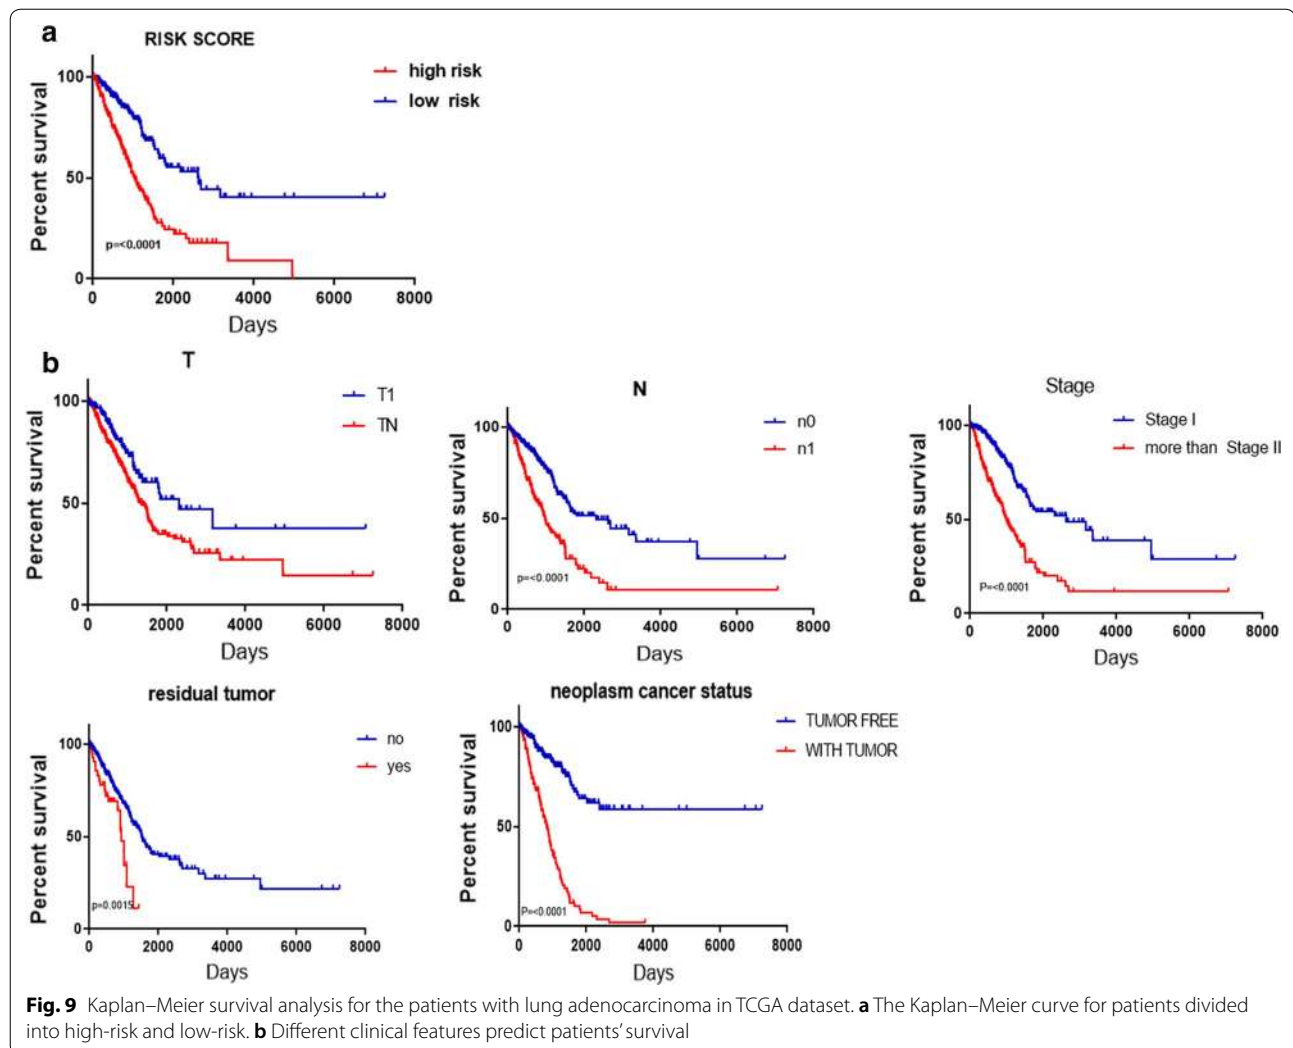 a
RISK SCORE
high risk
low risk
Percent survival
100
50
0
p=<0.0001
0 2000 4000 6000 8000
Days
b
T
T1
TN
Percent survival
100
50
0
0 2000 4000 6000 8000
Days
N
n0
n1
Percent survival
100
50
0
p=<0.0001
0 2000 4000 6000 8000
Days
Stage
Stage I
more than Stage II
Percent survival
100
50
0
P=<0.0001
0 2000 4000 6000 8000
Days
residual tumor
no
yes
Percent survival
100
50
0
p=0.0015
0 2000 4000 6000 8000
Days
neoplasm cancer status
TUMOR FREE
WITH TUMOR
Percent survival
100
50
0
P=<0.0001
0 2000 4000 6000 8000
Days
Fig. 9 Kaplan–Meier survival analysis for the patients with lung adenocarcinoma in TCGA dataset. a The Kaplan–Meier curve for patients divided
into high-risk and low-risk. b Different clinical features predict patients’ survival